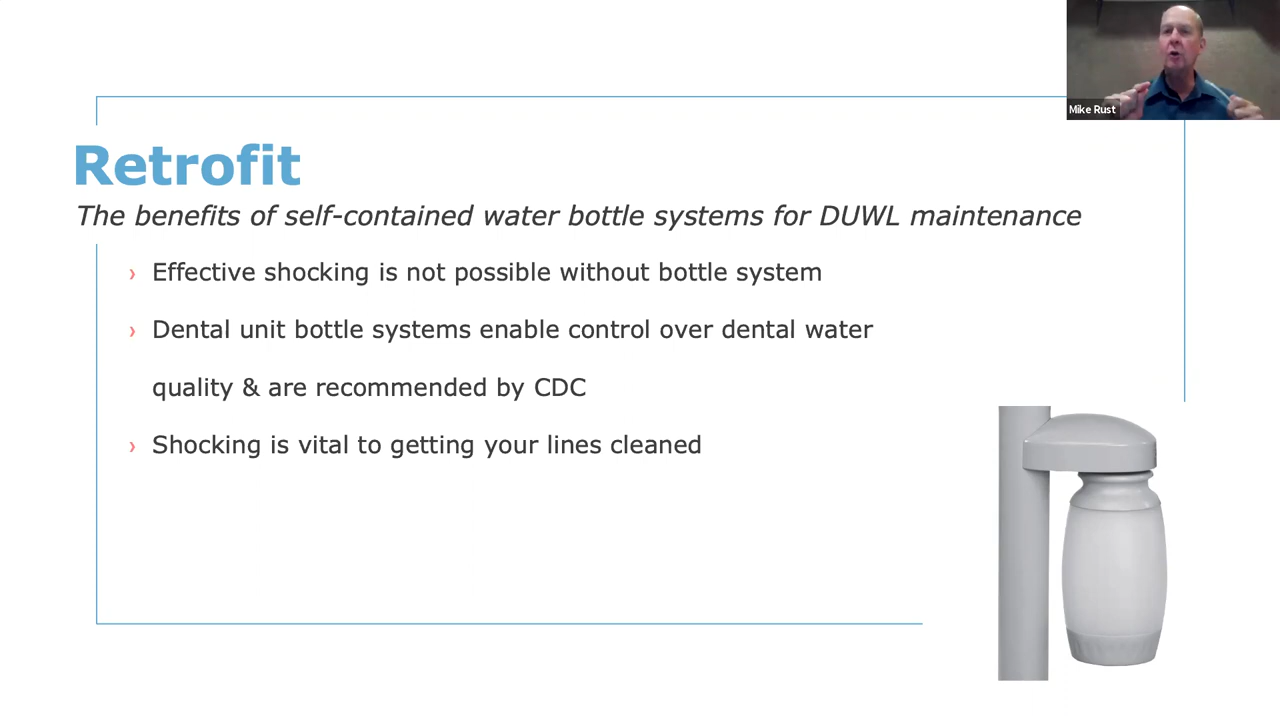 Mike Rust
Retrofit
The benefits of self-contained water bottle systems for DUWL maintenance
› Effective shocking is not possible without bottle system
› Dental unit bottle systems enable control over dental water
quality & are recommended by CDC
› Shocking is vital to getting your lines cleaned